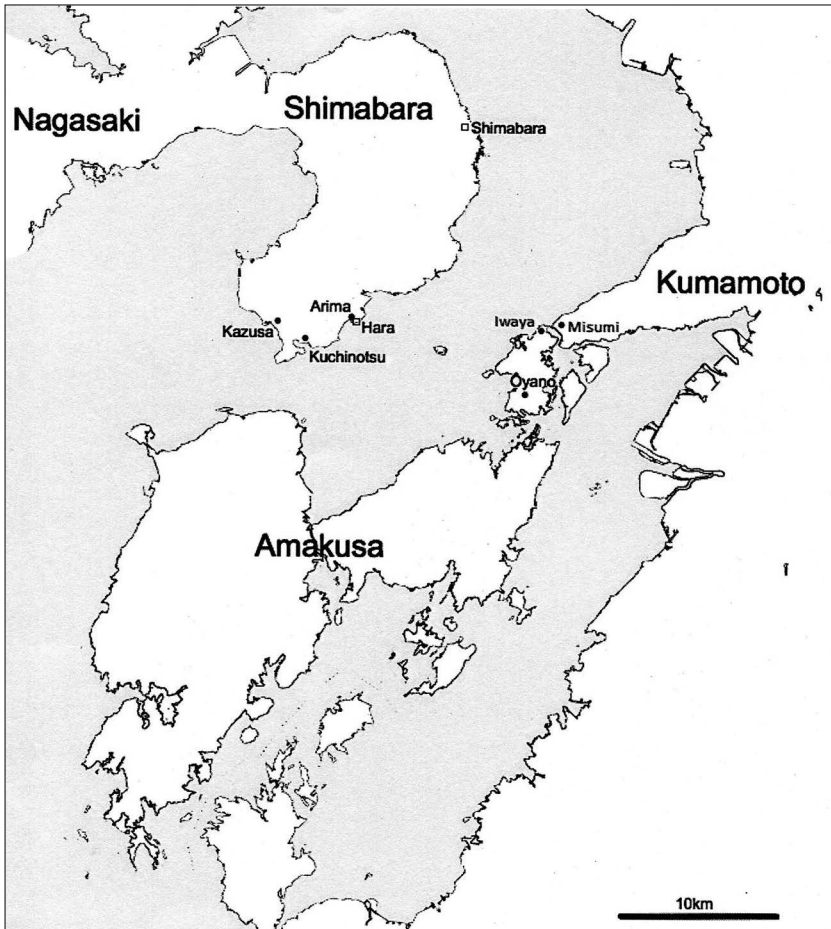 Nagasaki
Shimabara
Shimabara
Kumamoto
Arima
Hara
Kazusa
Kuchinotsu
Iwaya
Misumi
Oyano
Amakusa
10km